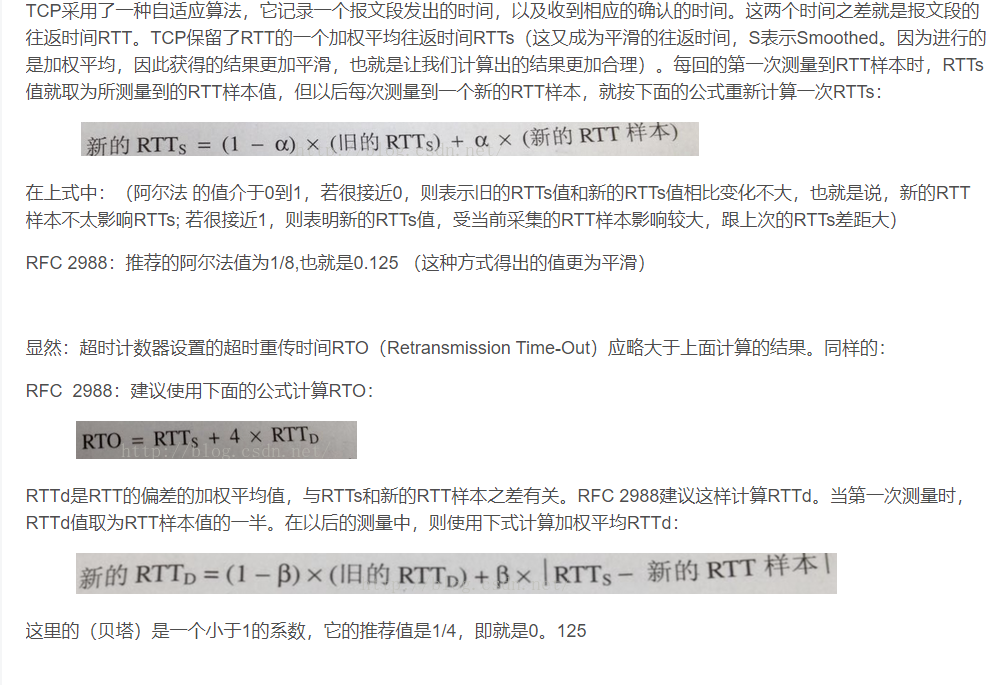 TCP采用了一种自适应算法，它记录一个报文段发出的时间，以及收到相应的确认的时间。这两个时间之差就是报文段的
往返时间RTT。TCP保留了RTT的一个加权平均往返时间RTTs（这又成为平滑的往返时间，S表示Smoothed。因为进行的
是加权平均，因此获得的结果更加平滑，也就是让我们计算出的结果更加合理）。每回的第一次测量到RTT样本时，RTTs
值就取为所测量到的RTT样本值，但以后每次测量到一个新的RTT样本，就按下面的公式重新计算一次RTTs：
新的 RTTS = (1 − α) × (旧的 RTTS) + α × (新的 RTT 样本)
在上式中：（阿尔法 的值介于0到1，若很接近0，则表示旧的RTTs值和新的RTTs值相比变化不大，也就是说，新的RTT
样本不太影响RTTs; 若很接近1，则表明新的RTTs值，受当前采集的RTT样本影响较大，跟上次的RTTs差距大）
RFC 2988：推荐的阿尔法值为1/8,也就是0.125 （这种方式得出的值更为平滑）
显然：超时计数器设置的超时重传时间RTO（Retransmission Time-Out）应略大于上面计算的结果。同样的：
RFC 2988：建议使用下面的公式计算RTO：
RTO = RTTS + 4 × RTTD
http://blog.csdn.net/
RTTd是RTT的偏差的加权平均值，与RTTs和新的RTT样本之差有关。RFC 2988建议这样计算RTTd。当第一次测量时，
RTTd值取为RTT样本值的一半。在以后的测量中，则使用下式计算加权平均RTTd：
新的 RTTD = (1 − β) × (旧的 RTTD) + β × |RTTS − 新的 RTT 样本|
这里的（贝塔）是一个小于1的系数，它的推荐值是1/4，即就是0。125